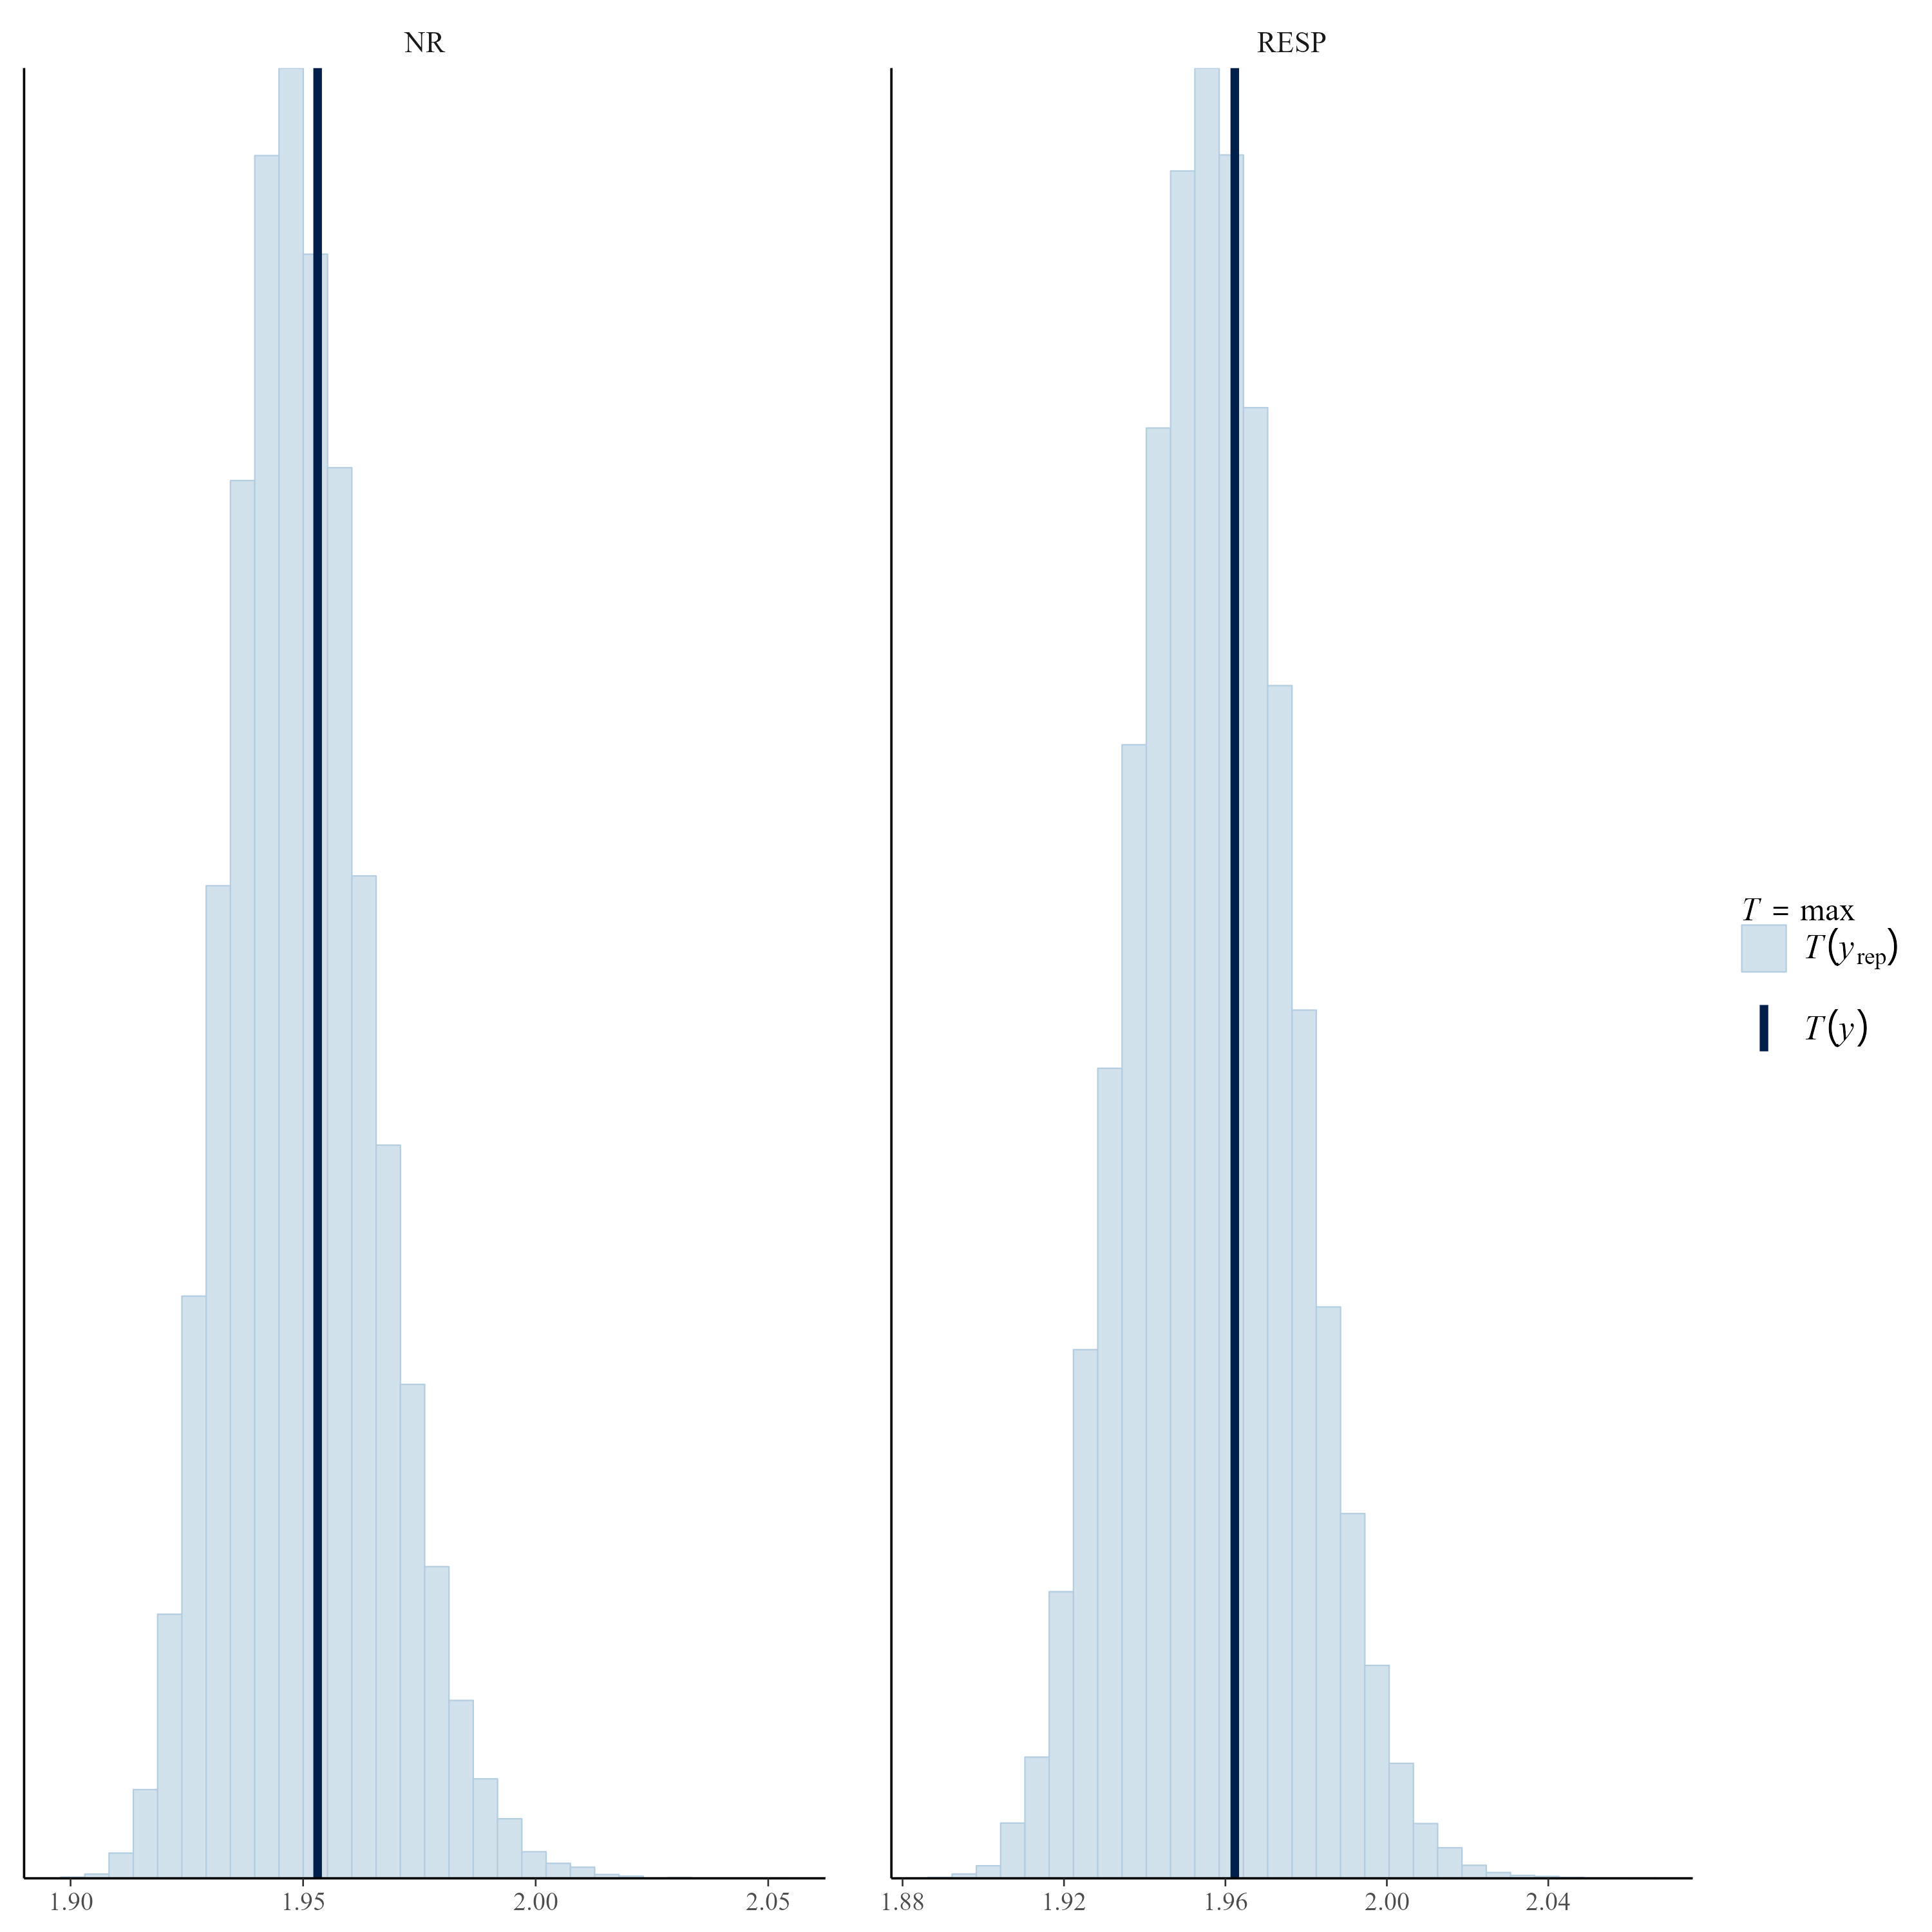 NR
RESP
T = max
T(yrep)
T(y)
1.90 1.95 2.00 2.05
1.88 1.92 1.96 2.00 2.04